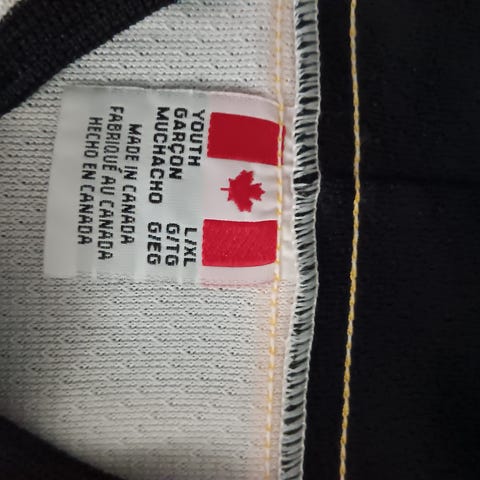 YOUTH L/XL
GARÇON G/TG
MUCHACHO G/EG
MADE IN CANADA
FABRIQUÉ AU CANADA
HECHO EN CANADA